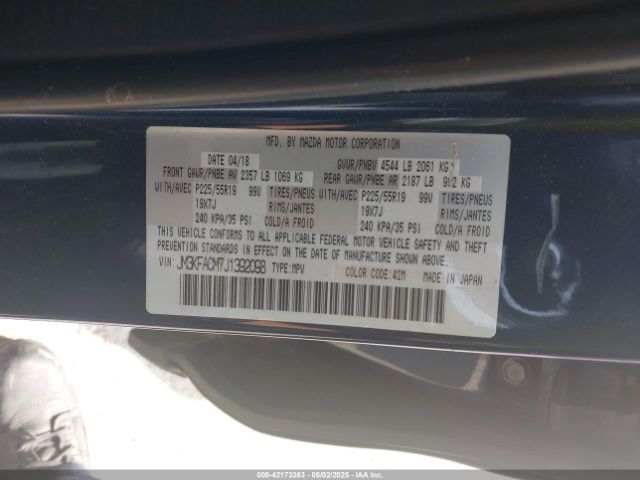 MFD. BY MAZDA MOTOR CORPORATION
DATE 04/18 GVWR/PNBV 4544 LB 2061 KG
FRONT GAWR/PNBE AV 2357 LB 1069 KG REAR GAWR/PNBE AR 2187 LB
WITH/AVEC P225/55R19 99V TIRES/PNEUS WITH/AVEC P225/55R19 99V TIRES/PNEUS
19X7J RIMS/JANTES 19X7J RIMS/JANTES
240 KPA/35 PSI COLD/A FROID 240 KPA/35 PSI COLD/A FROID
THIS VEHICLE CONFORMS TO ALL APPLICABLE FEDERAL MOTOR VEHICLE SAFETY AND THEFT
PREVENTION STANDARDS IN EFFECT ON THE DATE OF MANUFACTURE SHOWN ABOVE.
VIN: JM3KFACM7J1392098 TYPE:MPV COLOR CODE:42M MADE IN JAPAN
000-42173363 - 05/02/2025 - IAAI.COM